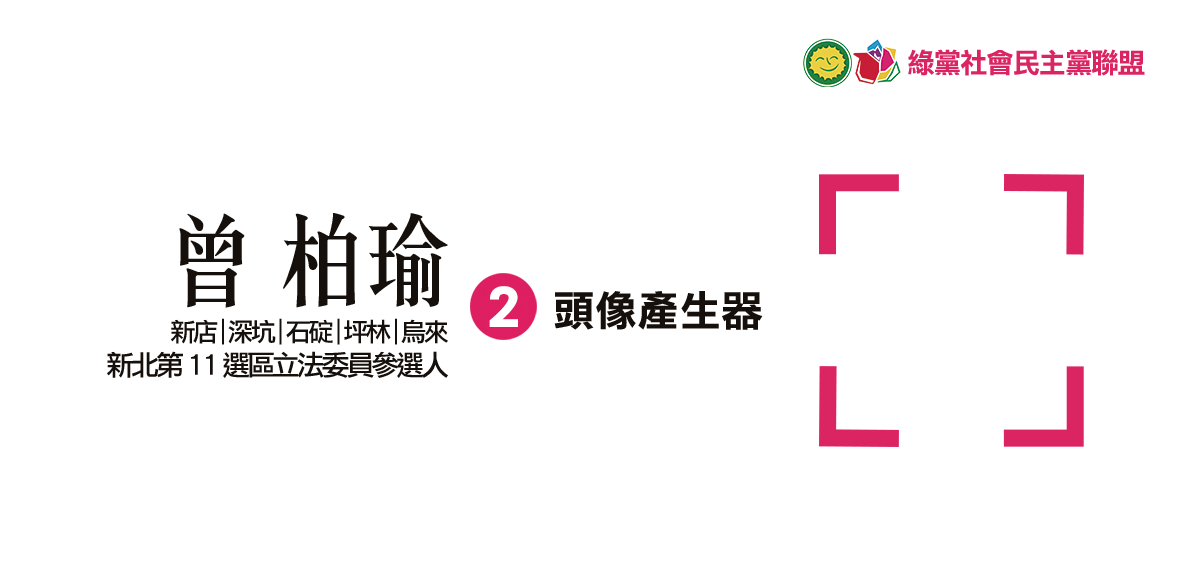 綠黨社會民主黨聯盟
曾 柏瑜
新店|深坑|石碇|坪林|烏來
新北第 11 選區立法委員參選人
2 頭像產生器